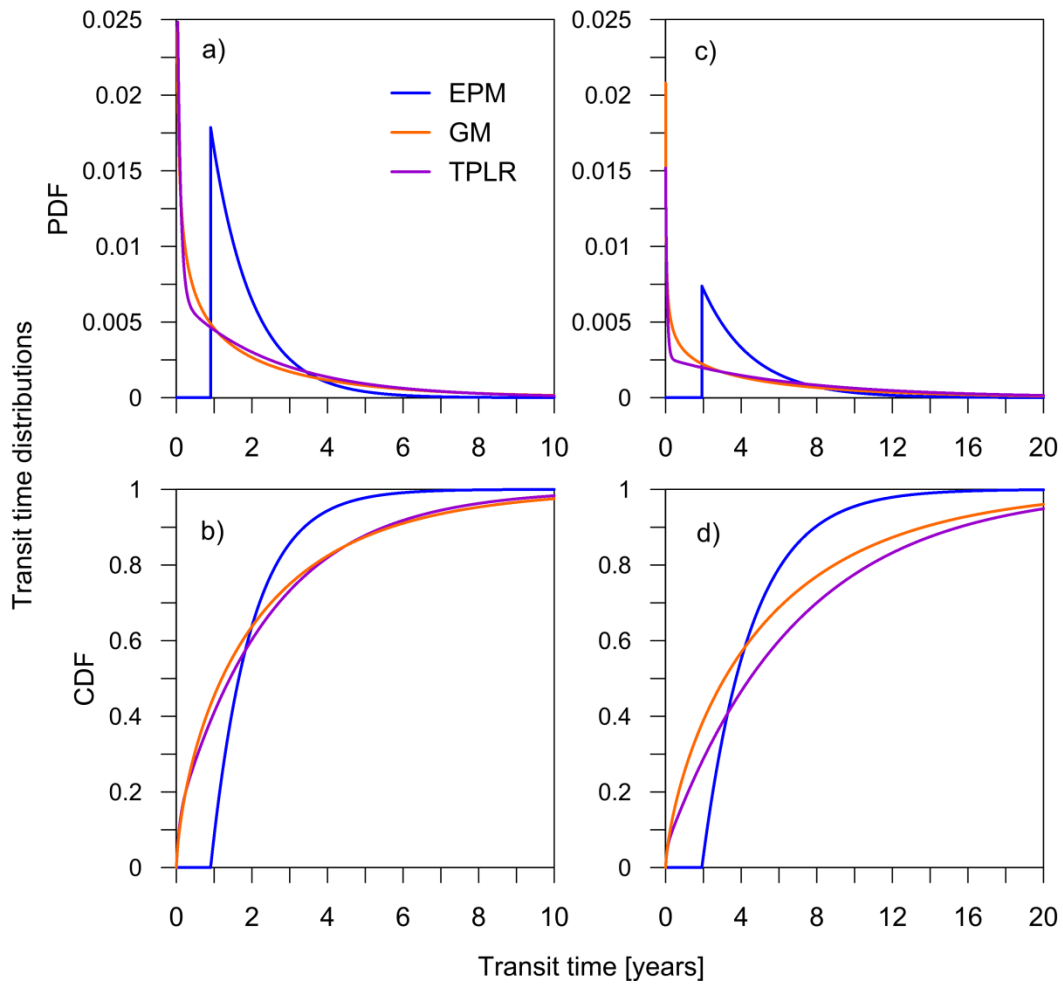 Transit time distributions
PDF
0.025
0.02
0.015
0.01
0.005
0
a)
EPM
GM
TPLR
0 2 4 6 8 10
0.025
0.02
0.015
0.01
0.005
0
c)
0 4 8 12 16 20
CDF
1
0.8
0.6
0.4
0.2
0
b)
0 2 4 6 8 10
1
0.8
0.6
0.4
0.2
0
d)
0 4 8 12 16 20
Transit time [years]